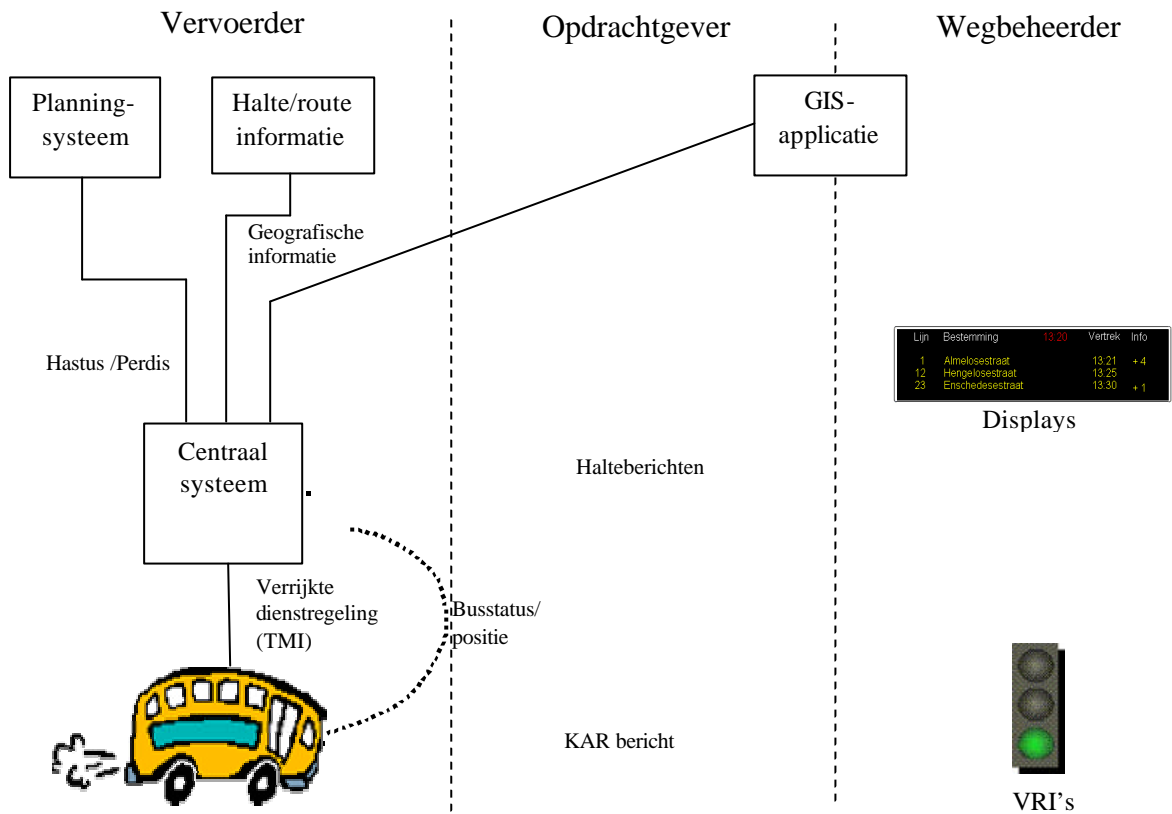 Vervoerder
Opdrachtgever
Wegbeheerder
Planning-
systeem
Halte/route
informatie
GIS-
applicatie
Geografische
informatie
Hastus /Perdis
Lijn Bestemming 13:20 Vertrek Info
1 Almelosestraat 13:21 + 4
12 Hengelosestraat 13:25
23 Enschedesestraat 13:30 + 1
Displays
Centraal
systeem
Halteberichten
Verrijkte
dienstregeling
(TMI)
Busstatus/
positie
KAR bericht
VRI's